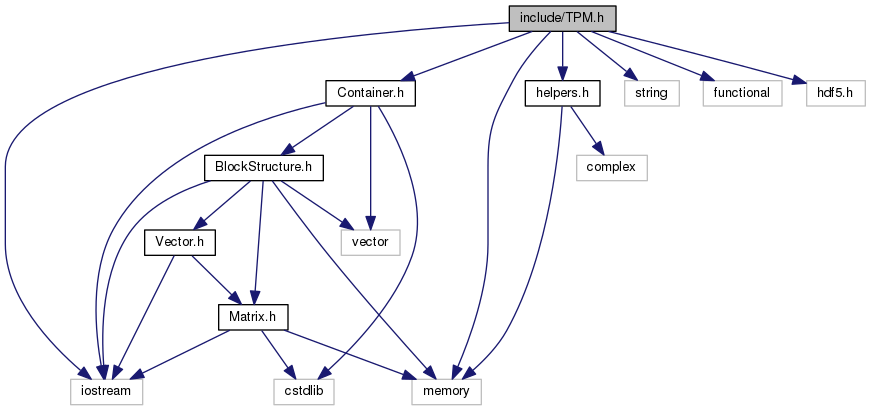 include/TPM.h
Container.h
helpers.h
string
functional
hdf5.h
BlockStructure.h
complex
Vector.h
vector
Matrix.h
iostream
cstdlib
memory